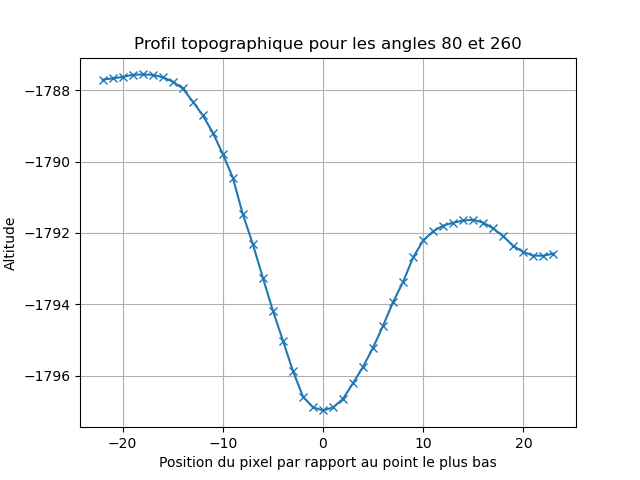 Profil topographique pour les angles 80 et 260
−1788
−1790
−1792
−1794
−1796
Altitude
−20 −10 0 10 20
Position du pixel par rapport au point le plus bas